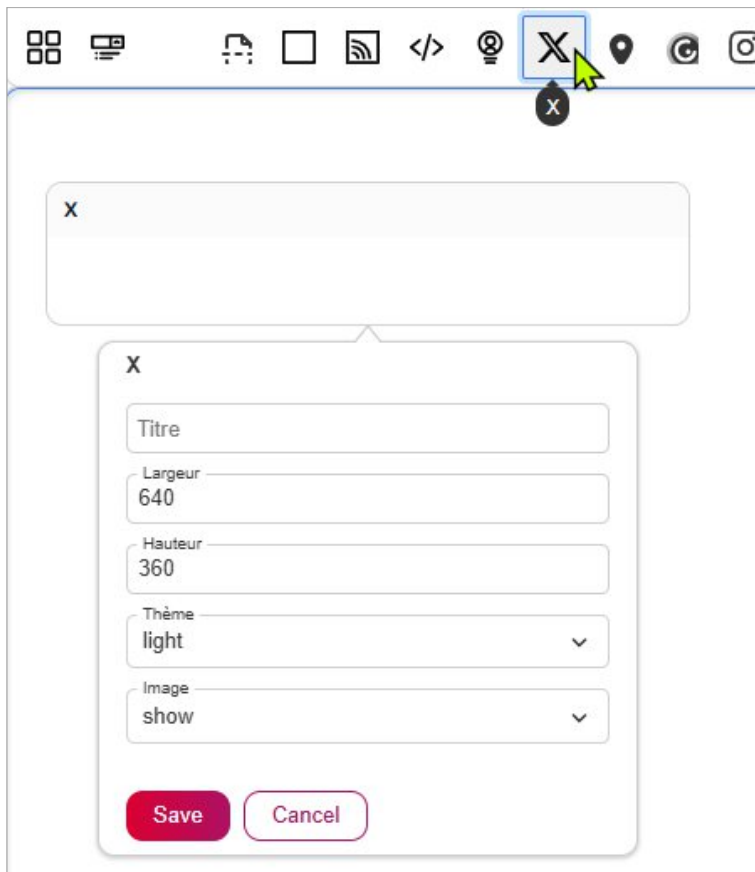 X
X
X
Titre
Largeur
640
Hauteur
360
Thème
light
Image
show
Save
Cancel